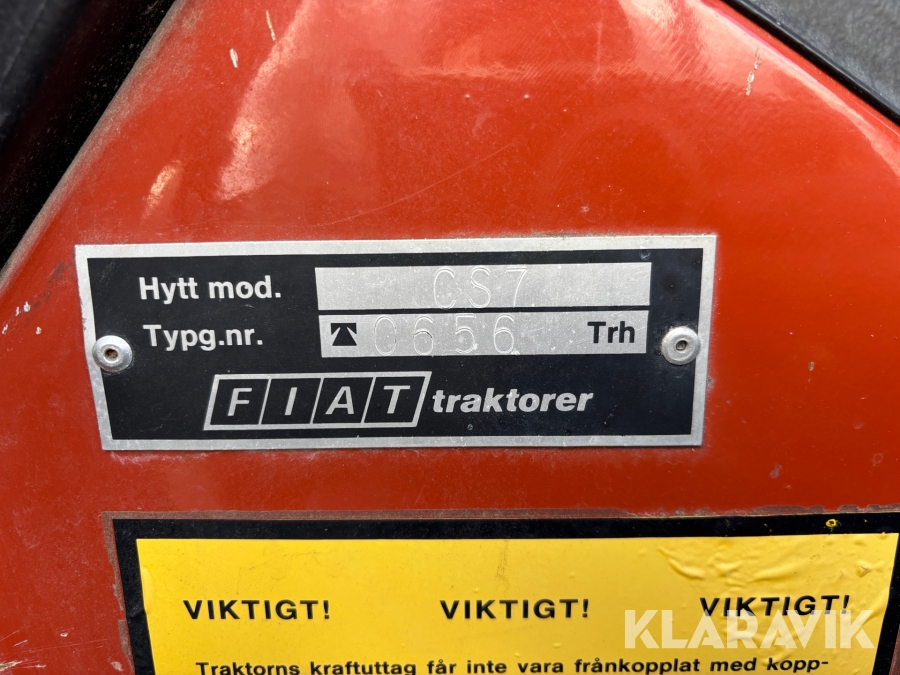 Hytt mod. CS7
Typg.nr. 0656 Trh
FIAT traktorer
VIKTIGT! VIKTIGT! VIKTIGT!
KLARAVIK
Traktorns kraftuttag får inte vara frånkopplat med kopp-